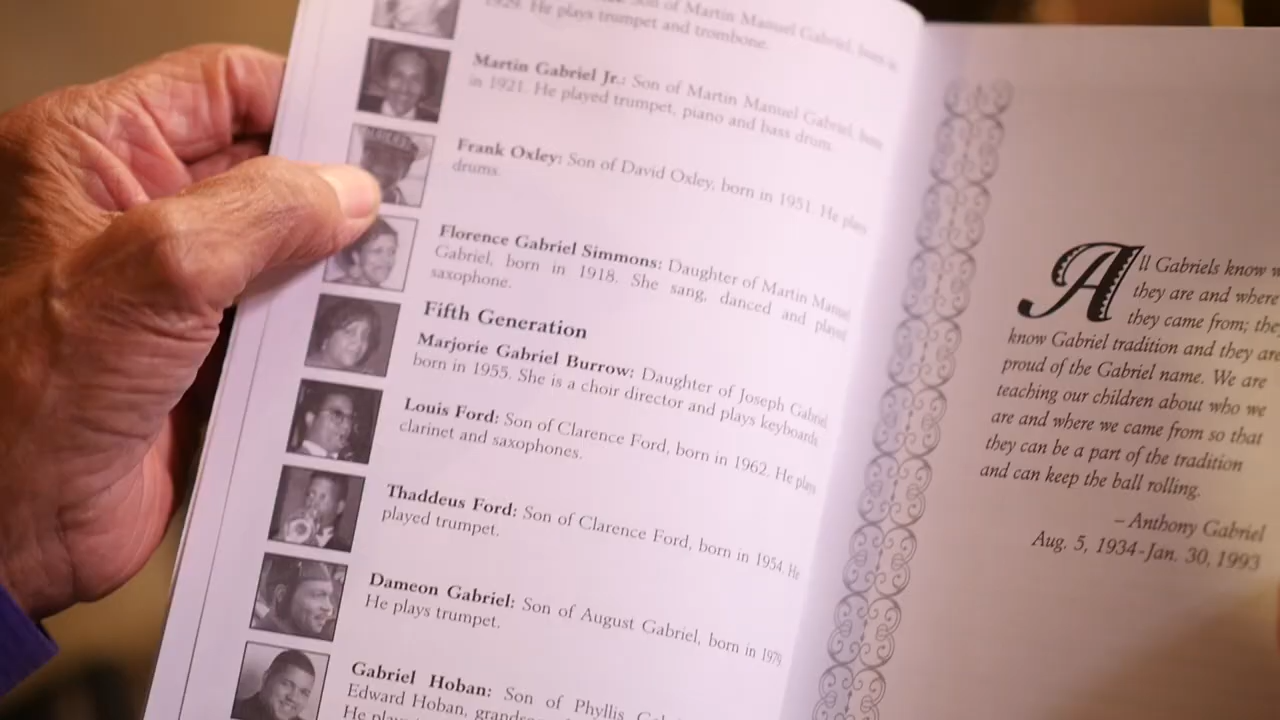 Son of Martin Manuel Gabriel, born in
1929. He plays trumpet and trombone.
Martin Gabriel Jr.: Son of Martin Manuel Gabriel, born
in 1921. He played trumpet, piano and bass drum.
Frank Oxley: Son of David Oxley, born in 1951. He plays
drums.
Florence Gabriel Simmons: Daughter of Martin Manuel
Gabriel, born in 1918. She sang, danced and played
saxophone.
Fifth Generation
Marjorie Gabriel Burrow: Daughter of Joseph Gabriel
born in 1955. She is a choir director and plays keyboards
Louis Ford: Son of Clarence Ford, born in 1962. He plays
clarinet and saxophones.
Thaddeus Ford: Son of Clarence Ford, born in 1954. He
played trumpet.
Dameon Gabriel: Son of August Gabriel, born in 1979.
He plays trumpet.
Gabriel Hoban: Son of Phyllis
Edward Hoban,
He
All Gabriels know
they are and where
they came from; they
know Gabriel tradition and they are
proud of the Gabriel name. We are
teaching our children about who we
are and where we came from so that
they can be a part of the tradition
and can keep the ball rolling.
– Anthony Gabriel
Aug. 5, 1934-Jan. 30, 1993